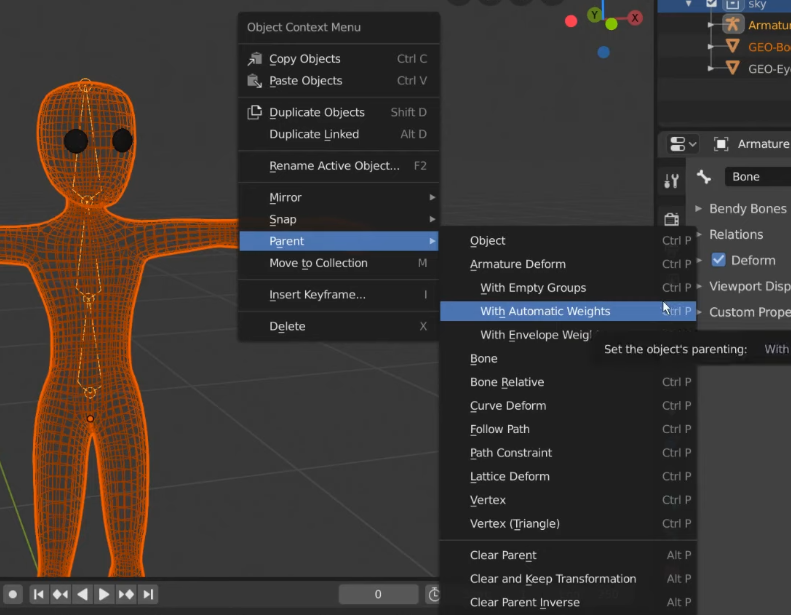 Object Context Menu
Copy Objects Ctrl C
Paste Objects Ctrl V
Duplicate Objects Shift D
Duplicate Linked Alt D
Rename Active Object... F2
Mirror
Snap
Parent
Move to Collection M
Insert Keyframe... I
Delete X
Object Ctrl P
Armature Deform Ctrl P
With Empty Groups Ctrl P
With Automatic Weights Ctrl P
With Envelope Weig
Set the object's parenting: With
Bone
Bone Relative Ctrl P
Curve Deform Ctrl P
Follow Path Ctrl P
Path Constraint Ctrl P
Lattice Deform Ctrl P
Vertex Ctrl P
Vertex (Triangle) Ctrl P
Clear Parent Alt P
Clear and Keep Transformation Alt P
Clear Parent Inverse Alt P
Y
X
sky
Armatur
GEO-Bo
GEO-Ey
Armature
Bone
Bendy Bones
Relations
Deform
Viewport Disp
Custom Prope
0